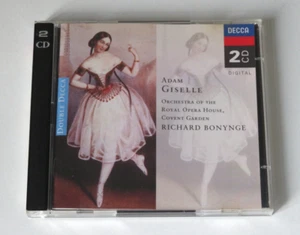 2
CD
DOUBLE DECCA
DECCA
2CD
DIGITAL
ADAM
GISELLE
ORCHESTRA OF THE
ROYAL OPERA HOUSE,
COVENT GARDEN
RICHARD BONYNGE